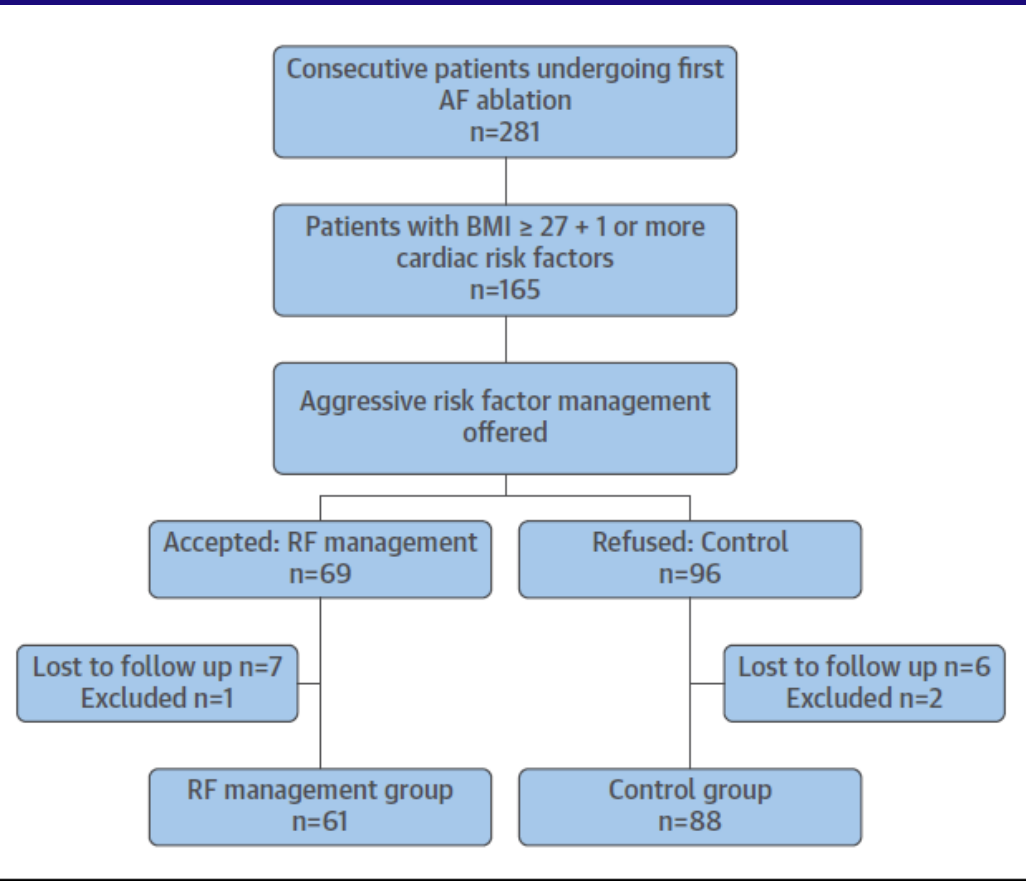 Consecutive patients undergoing first
AF ablation
n=281
Patients with BMI ≥ 27 + 1 or more
cardiac risk factors
n=165
Aggressive risk factor management
offered
Accepted: RF management
n=69
Refused: Control
n=96
Lost to follow up n=7
Excluded n=1
Lost to follow up n=6
Excluded n=2
RF management group
n=61
Control group
n=88